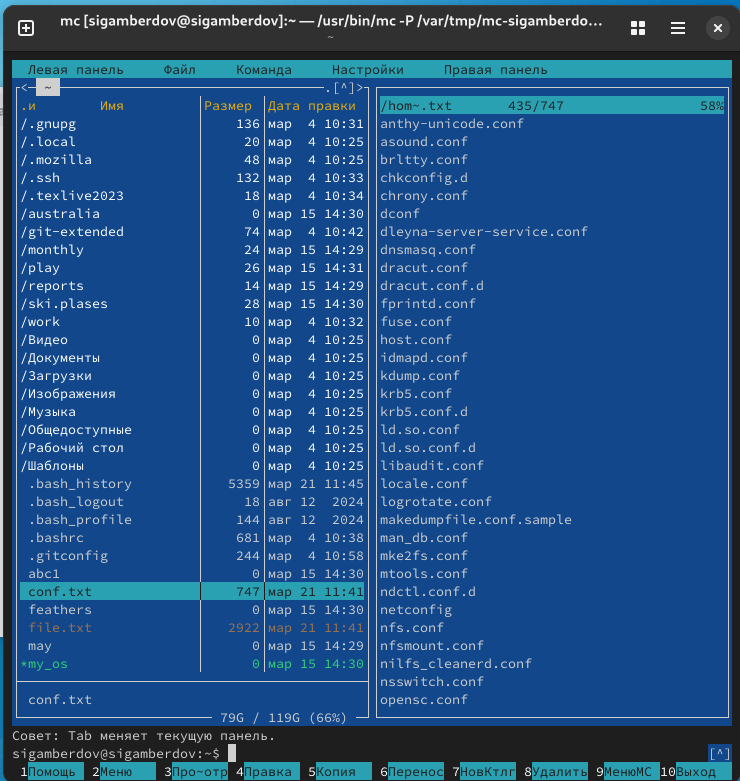 mc [sigamberdov@sigamberdov]:~ — /usr/bin/mc -P /var/tmp/mc-sigamberdo…
~
Левая панель Файл Команда Настройки Правая панель
<— ~ .[^]>
.и Имя Размер Дата правки
/.gnupg 136 мар 4 10:31
/.local 20 мар 4 10:25
/.mozilla 48 мар 4 10:25
/.ssh 132 мар 4 10:33
/.texlive2023 18 мар 4 10:34
/australia 0 мар 15 14:30
/git-extended 74 мар 4 10:42
/monthly 24 мар 15 14:29
/play 26 мар 15 14:31
/reports 14 мар 15 14:29
/ski.plases 28 мар 15 14:30
/work 10 мар 4 10:32
/Видео 0 мар 4 10:25
/Документы 0 мар 4 10:25
/Загрузки 0 мар 4 10:25
/Изображения 0 мар 4 10:25
/Музыка 0 мар 4 10:25
/Общедоступные 0 мар 4 10:25
/Рабочий стол 0 мар 4 10:25
/Шаблоны 0 мар 4 10:25
.bash_history 5359 мар 21 11:45
.bash_logout 18 авг 12 2024
.bash_profile 144 авг 12 2024
.bashrc 681 мар 4 10:38
.gitconfig 244 мар 4 10:58
abc1 0 мар 15 14:30
conf.txt 747 мар 21 11:41
feathers 0 мар 15 14:30
file.txt 2922 мар 21 11:41
may 0 мар 15 14:29
*my_os 0 мар 15 14:30
conf.txt
79G / 119G (66%)
/hom~.txt 435/747 58%
anthy-unicode.conf
asound.conf
brltty.conf
chkconfig.d
chrony.conf
dconf
dleyna-server-service.conf
dnsmasq.conf
dracut.conf
dracut.conf.d
fprintd.conf
fuse.conf
host.conf
idmapd.conf
kdump.conf
krb5.conf
krb5.conf.d
ld.so.conf
ld.so.conf.d
libaudit.conf
locale.conf
logrotate.conf
makedumpfile.conf.sample
man_db.conf
mke2fs.conf
mtools.conf
ndctl.conf.d
netconfig
nfs.conf
nfsmount.conf
nilfs_cleanerd.conf
nsswitch.conf
opensc.conf
Совет: Tab меняет текущую панель.
sigamberdov@sigamberdov:~$ [^]
1Помощь 2Меню 3Про~отр 4Правка 5Копия 6Перенос 7НовКтлг 8Удалить 9МенюМС 10Выход